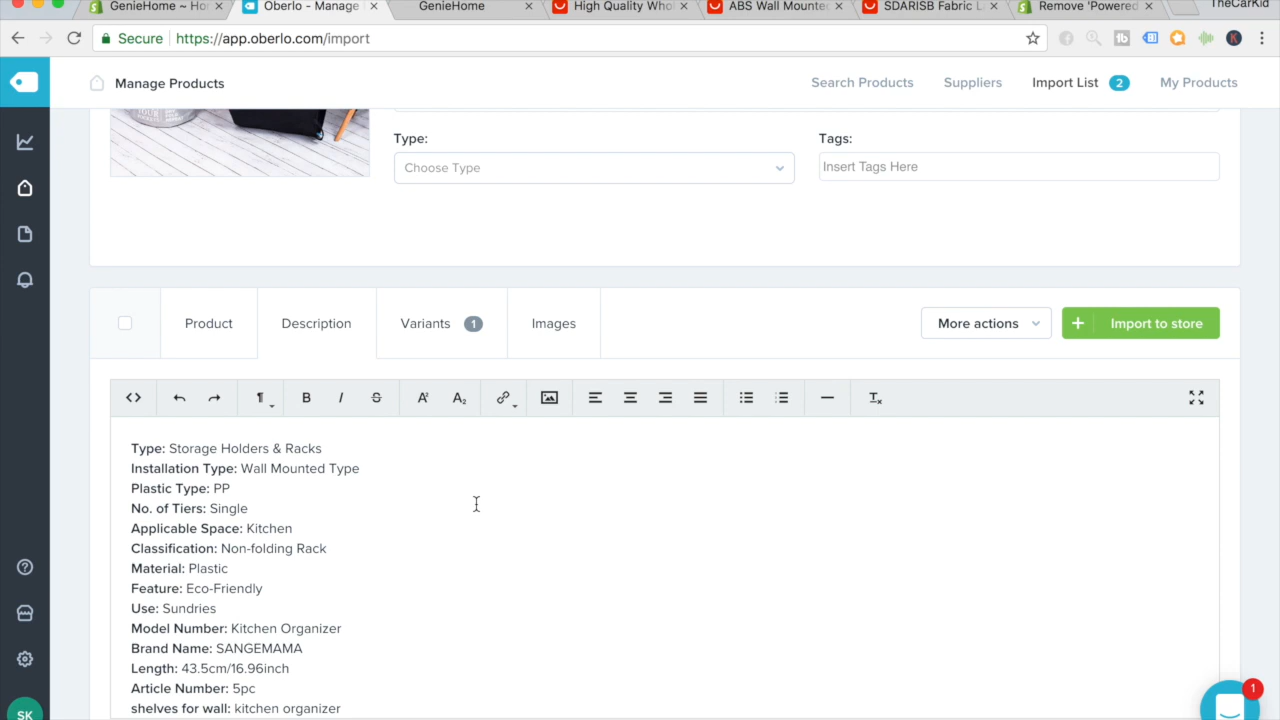 GenieHome ~ Ho
Oberlo - Manage
GenieHome
High Quality Who
ABS Wall Mounte
SDARISB Fabric L
Remove 'Powered
TheCarKid
Secure
https://app.oberlo.com/import
Manage Products
Search Products
Suppliers
Import List 2
My Products
Type:
Tags:
Choose Type
Insert Tags Here
Product
Description
Variants 1
Images
More actions
Import to store
Type: Storage Holders & Racks
Installation Type: Wall Mounted Type
Plastic Type: PP
No. of Tiers: Single
Applicable Space: Kitchen
Classification: Non-folding Rack
Material: Plastic
Feature: Eco-Friendly
Use: Sundries
Model Number: Kitchen Organizer
Brand Name: SANGEMAMA
Length: 43.5cm/16.96inch
Article Number: 5pc
shelves for wall: kitchen organizer
SK
1